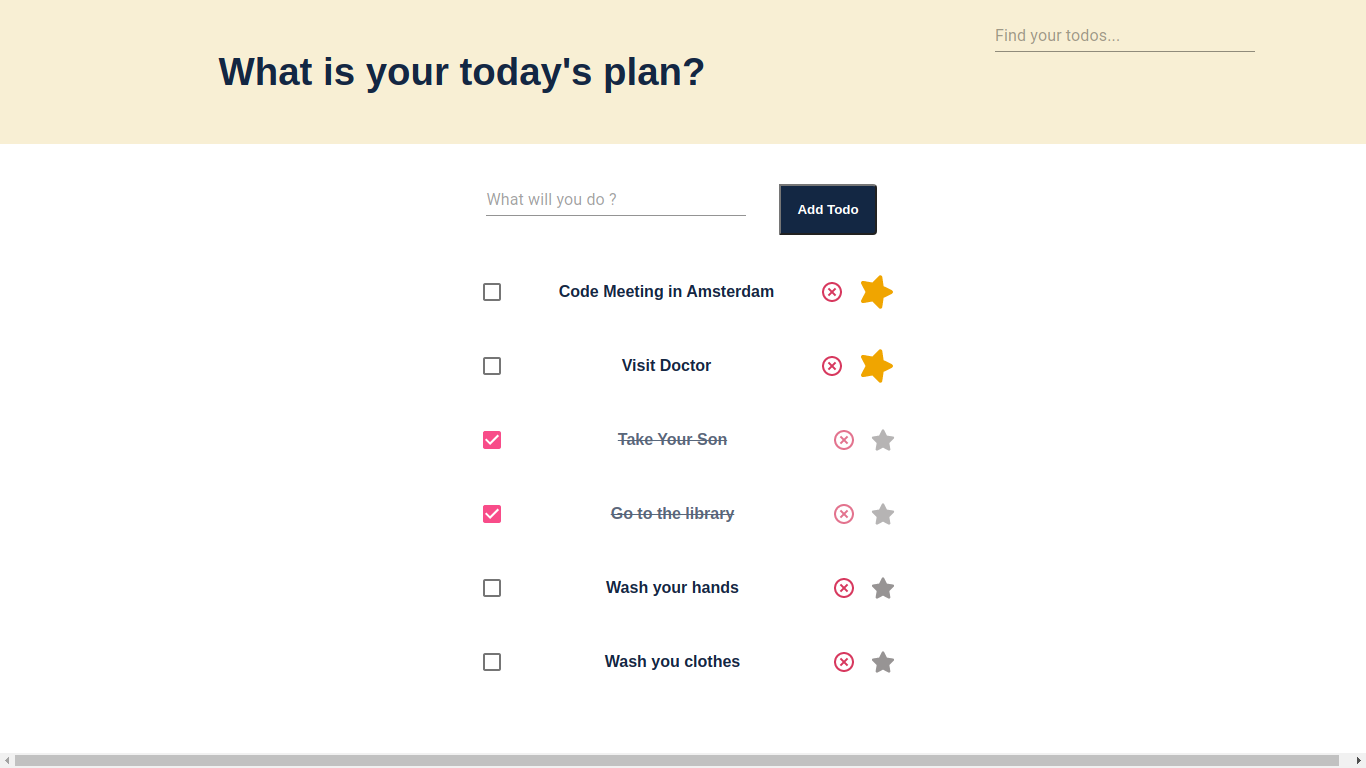 Find your todos...
What is your today's plan?
What will you do ?
Add Todo
Code Meeting in Amsterdam
Visit Doctor
Take Your Son
Go to the library
Wash your hands
Wash you clothes